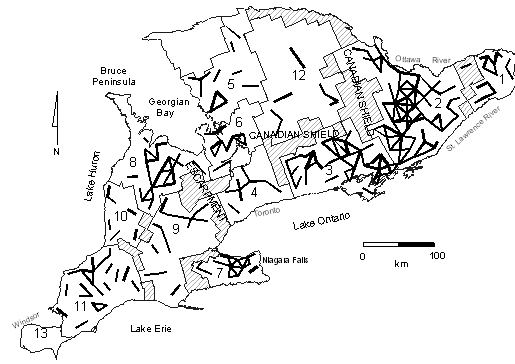 Bruce
Peninsula
Georgian
Bay
5
12
CANADIAN SHIELD
Ottawa River
2
St. Lawrence River
6
CANADIAN SHIELD
N
Lake Huron
8
ESCARPMENT
3
4
10
9
Toronto
Lake Ontario
0 100
km
7
Niagara Falls
11
Windsor
13
Lake Erie